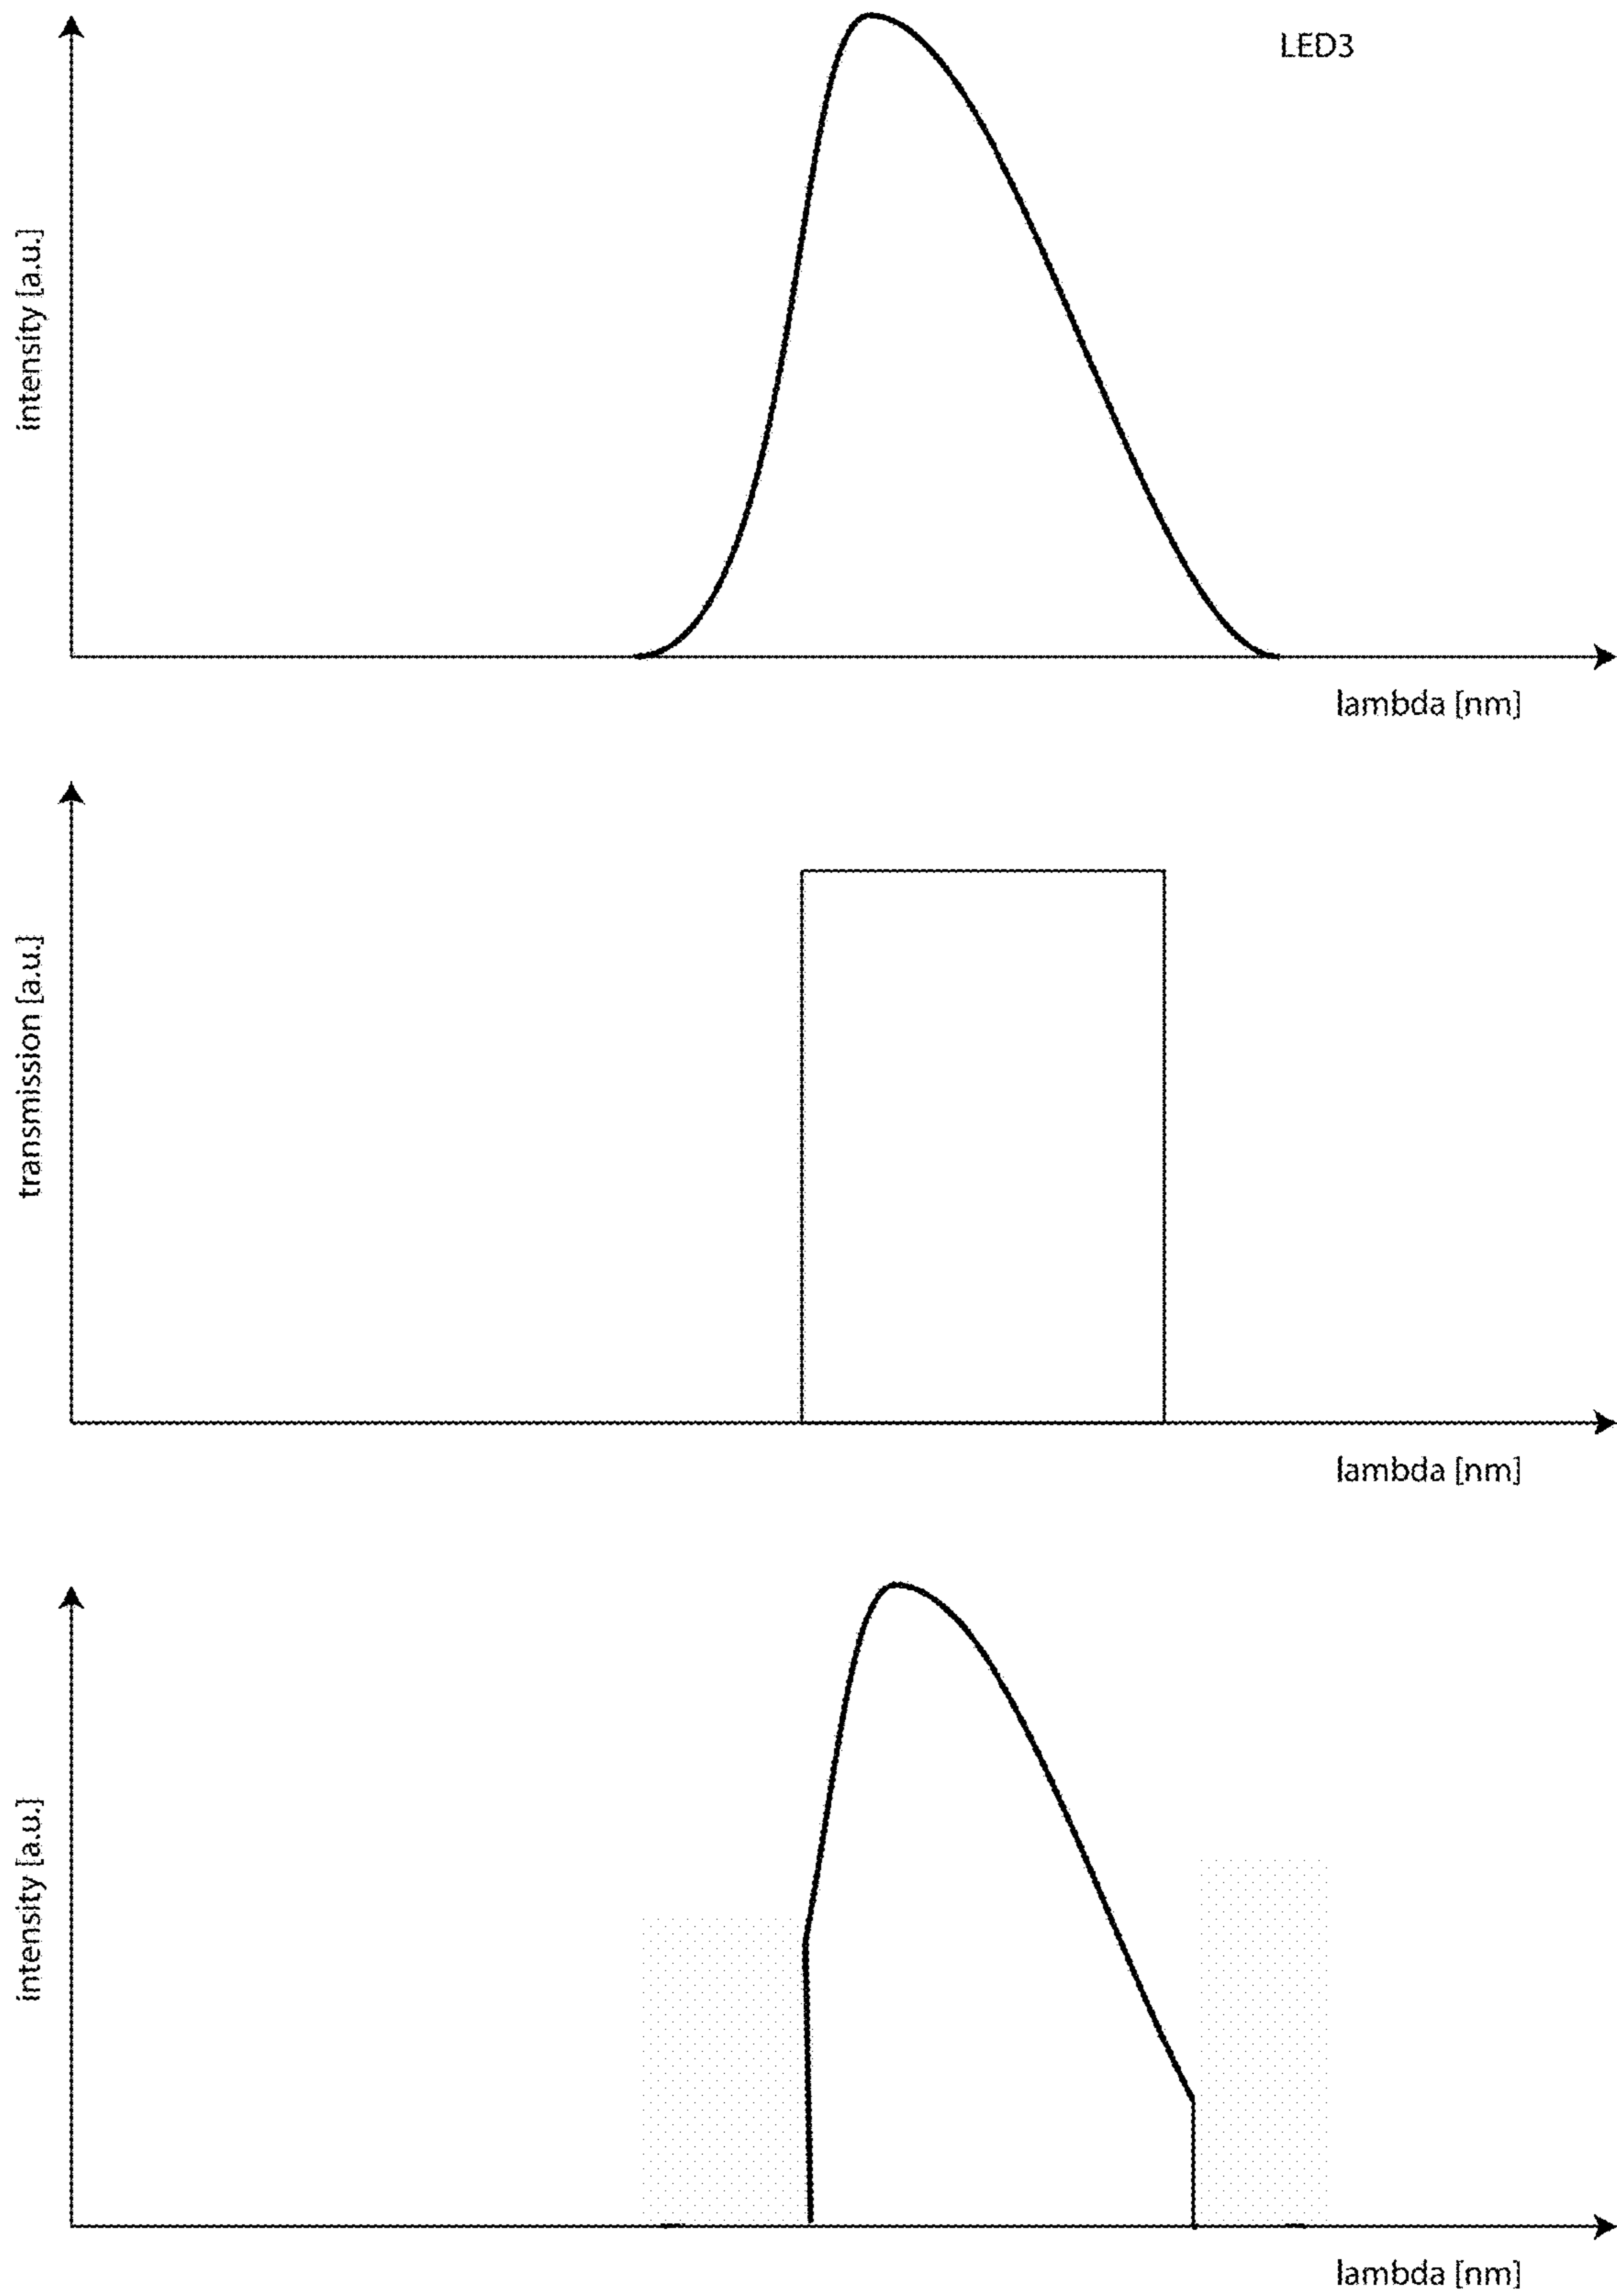 LED3
intensity [a.u.]
lambda [nm]
transmission [a.u.]
lambda [nm]
intensity [a.u.]
lambda [nm]